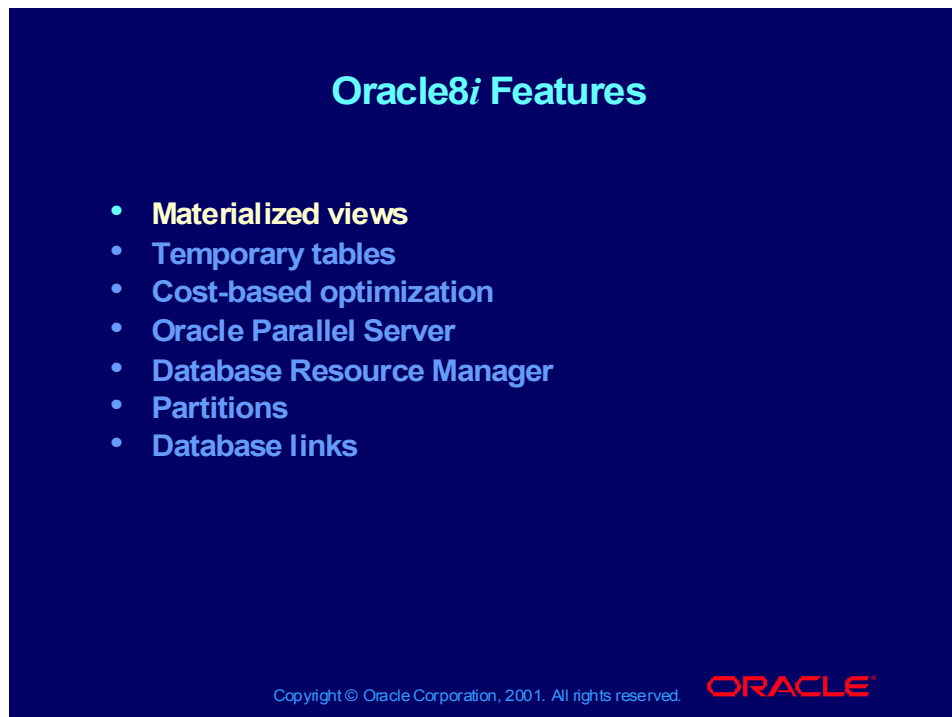 Oracle8i Features
• Materialized views
• Temporary tables
• Cost-based optimization
• Oracle Parallel Server
• Database Resource Manager
• Partitions
• Database links
Copyright © Oracle Corporation, 2001. All rights reserved.
ORACLE®